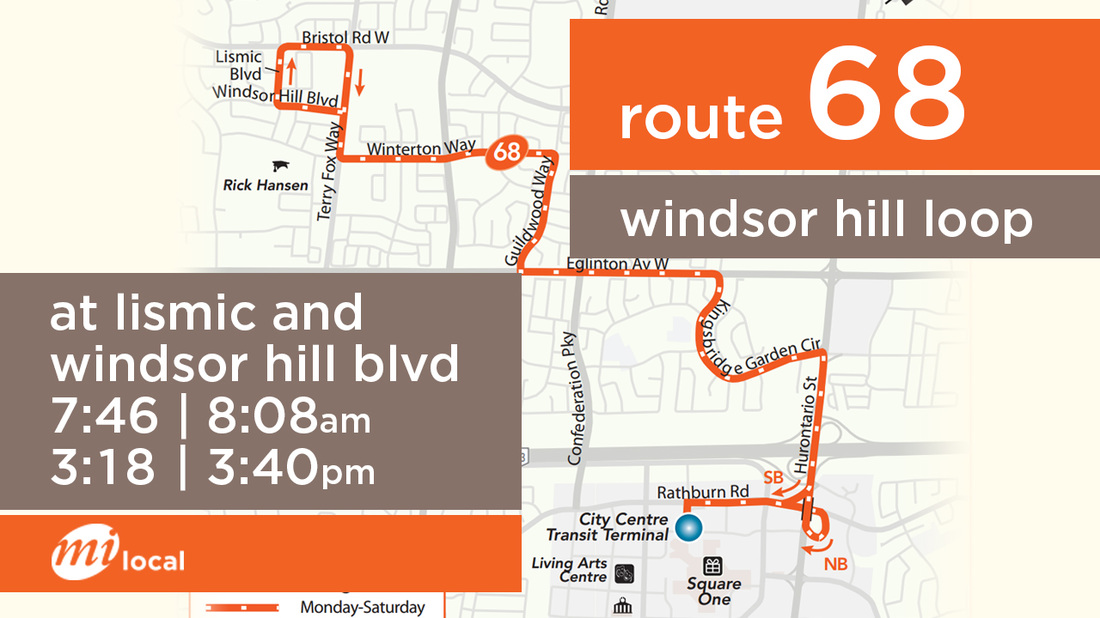 route 68
windsor hill loop
at lismic and
windsor hill blvd
7:46 | 8:08am
3:18 | 3:40pm
mi local
Bristol Rd W
Lismic
Blvd
Windsor Hill Blvd
Terry Fox Way
Winterton Way
68
Rick Hansen
Guildwood Way
Eglinton Av W
Kingsbridge Garden Cir
Confederation Pky
Hurontario St
SB
Rathburn Rd
City Centre
Transit Terminal
NB
Living Arts
Centre
Square
One
Monday-Saturday